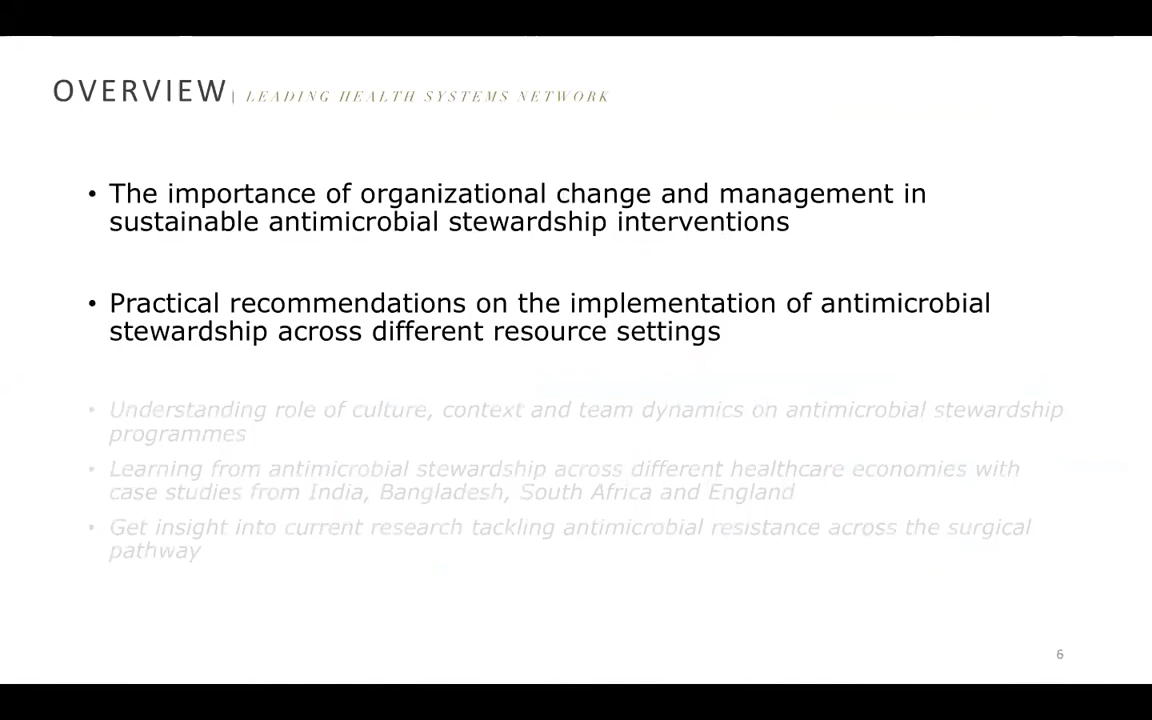 OVERVIEW | LEADING HEALTH SYSTEMS NETWORK
• The importance of organizational change and management in
sustainable antimicrobial stewardship interventions
• Practical recommendations on the implementation of antimicrobial
stewardship across different resource settings
• Understanding role of culture, context and team dynamics on antimicrobial stewardship
programmes
• Learning from antimicrobial stewardship across different healthcare economies with
case studies from India, Bangladesh, South Africa and England
• Get insight into current research tackling antimicrobial resistance across the surgical
pathway
6